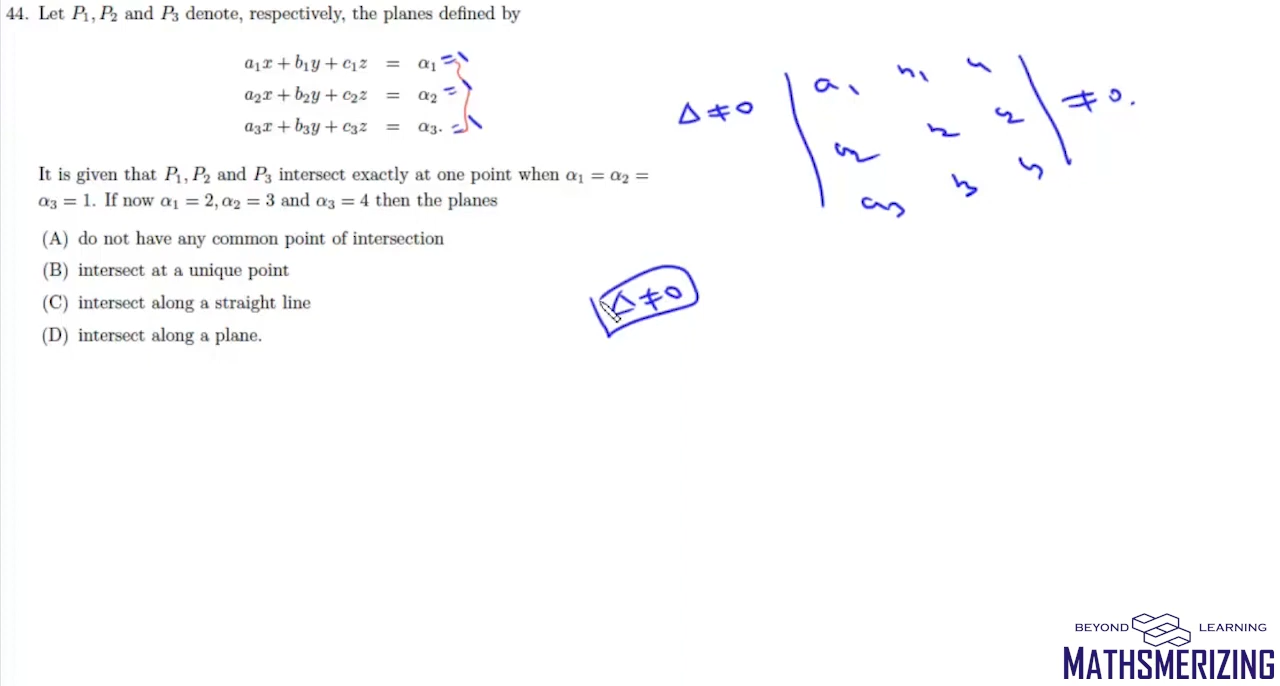 44. Let P₁, P₂ and P₃ denote, respectively, the planes defined by
a₁x + b₁y + c₁z = α₁
a₂x + b₂y + c₂z = α₂
a₃x + b₃y + c₃z = α₃.
It is given that P₁, P₂ and P₃ intersect exactly at one point when α₁ = α₂ =
α₃ = 1. If now α₁ = 2, α₂ = 3 and α₃ = 4 then the planes
(A) do not have any common point of intersection
(B) intersect at a unique point
(C) intersect along a straight line
(D) intersect along a plane.
Δ ≠ 0
a₁
a₂
a₃
≠ 0.
Δ ≠ 0
BEYOND LEARNING
MATHSMERIZING